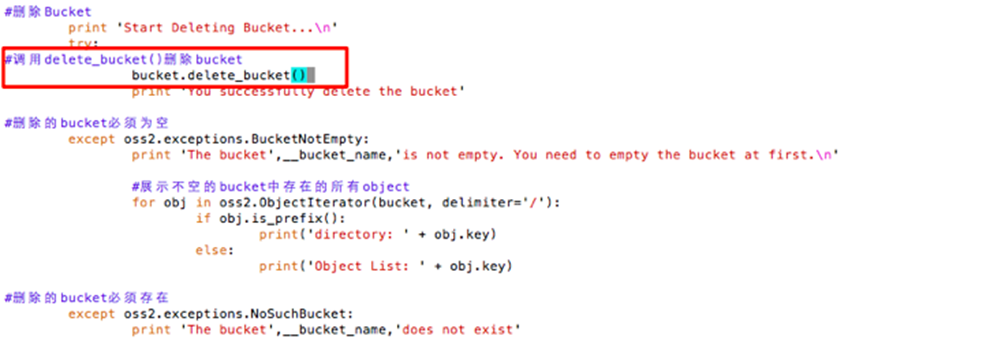 #删除Bucket
print 'Start Deleting Bucket...\n'
try:
#调用delete_bucket()删除bucket
bucket.delete_bucket()
print 'You successfully delete the bucket'
#删除的bucket必须为空
except oss2.exceptions.BucketNotEmpty:
print 'The bucket',__bucket_name,'is not empty. You need to empty the bucket at first.\n'
#展示不空的bucket中存在的所有object
for obj in oss2.ObjectIterator(bucket, delimiter='/'):
if obj.is_prefix():
print('directory: ' + obj.key)
else:
print('Object List: ' + obj.key)
#删除的bucket必须存在
except oss2.exceptions.NoSuchBucket:
print 'The bucket',__bucket_name,'does not exist'